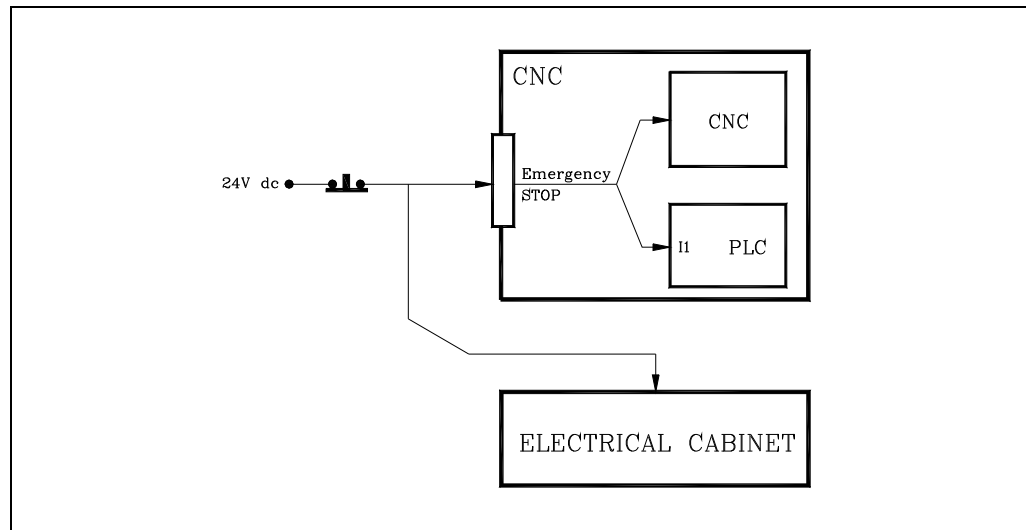 CNC
CNC
24V dc
Emergency
STOP
I1 PLC
ELECTRICAL CABINET